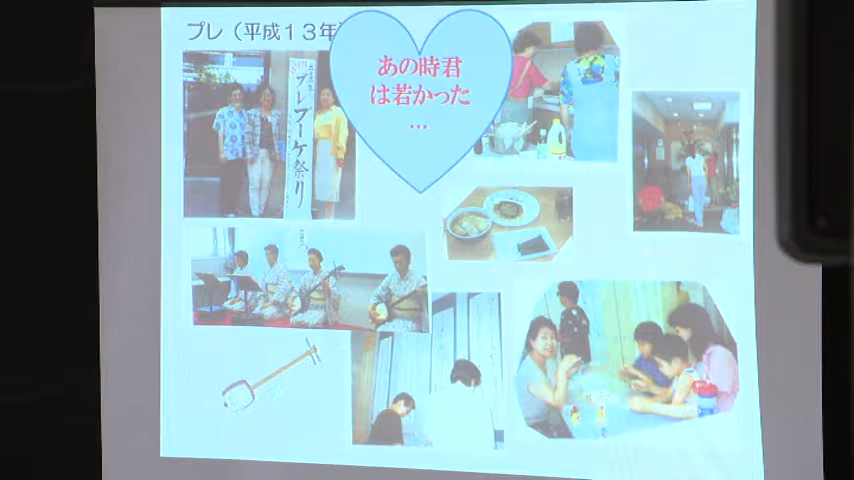 プレ（平成１３年
あの時君
は若かった
…
プレブーケ祭り